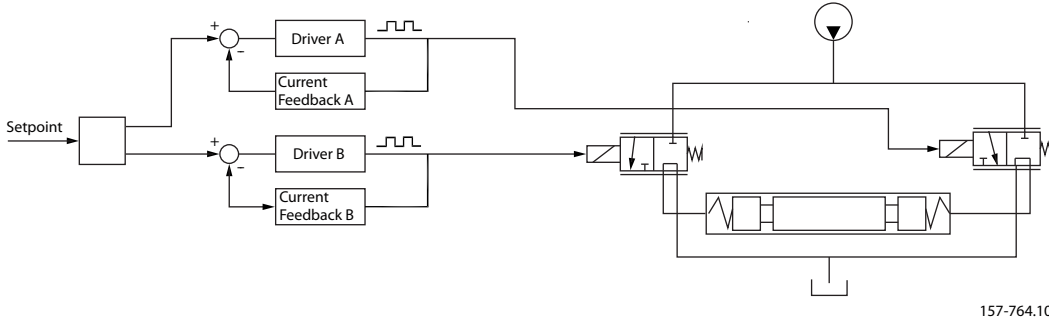 +
Driver A
−
Current
Feedback A
Setpoint
+
Driver B
−
Current
Feedback B
157-764.10